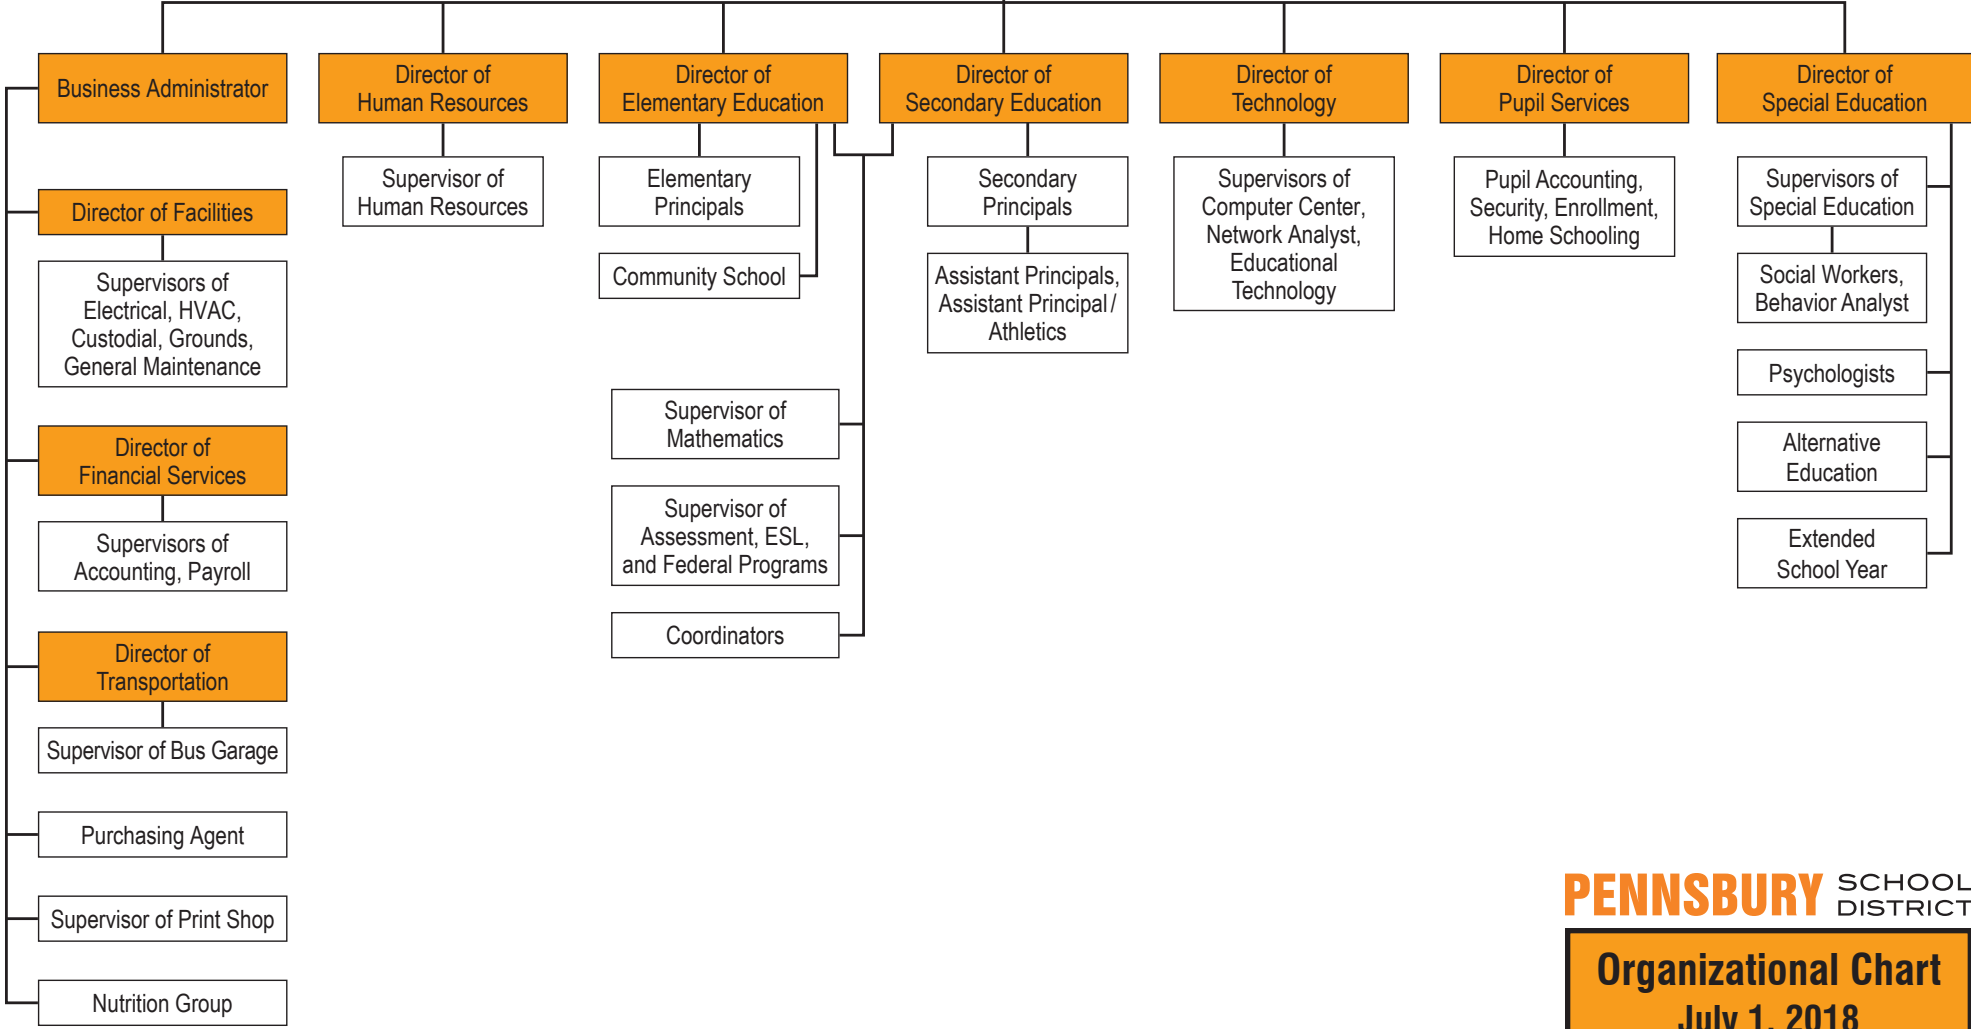 Business Administrator
Director of
Human Resources
Director of
Elementary Education
Director of
Secondary Education
Director of
Technology
Director of
Pupil Services
Director of
Special Education
Director of Facilities
Supervisors of
Electrical, HVAC,
Custodial, Grounds,
General Maintenance
Director of
Financial Services
Supervisors of
Accounting, Payroll
Director of
Transportation
Supervisor of Bus Garage
Purchasing Agent
Supervisor of Print Shop
Nutrition Group
Supervisor of
Human Resources
Elementary
Principals
Community School
Supervisor of
Mathematics
Supervisor of
Assessment, ESL,
and Federal Programs
Coordinators
Secondary
Principals
Assistant Principals,
Assistant Principal/
Athletics
Supervisors of
Computer Center,
Network Analyst,
Educational
Technology
Pupil Accounting,
Security, Enrollment,
Home Schooling
Supervisors of
Special Education
Social Workers,
Behavior Analyst
Psychologists
Alternative
Education
Extended
School Year
PENNSBURY SCHOOL
DISTRICT
Organizational Chart
July 1, 2018